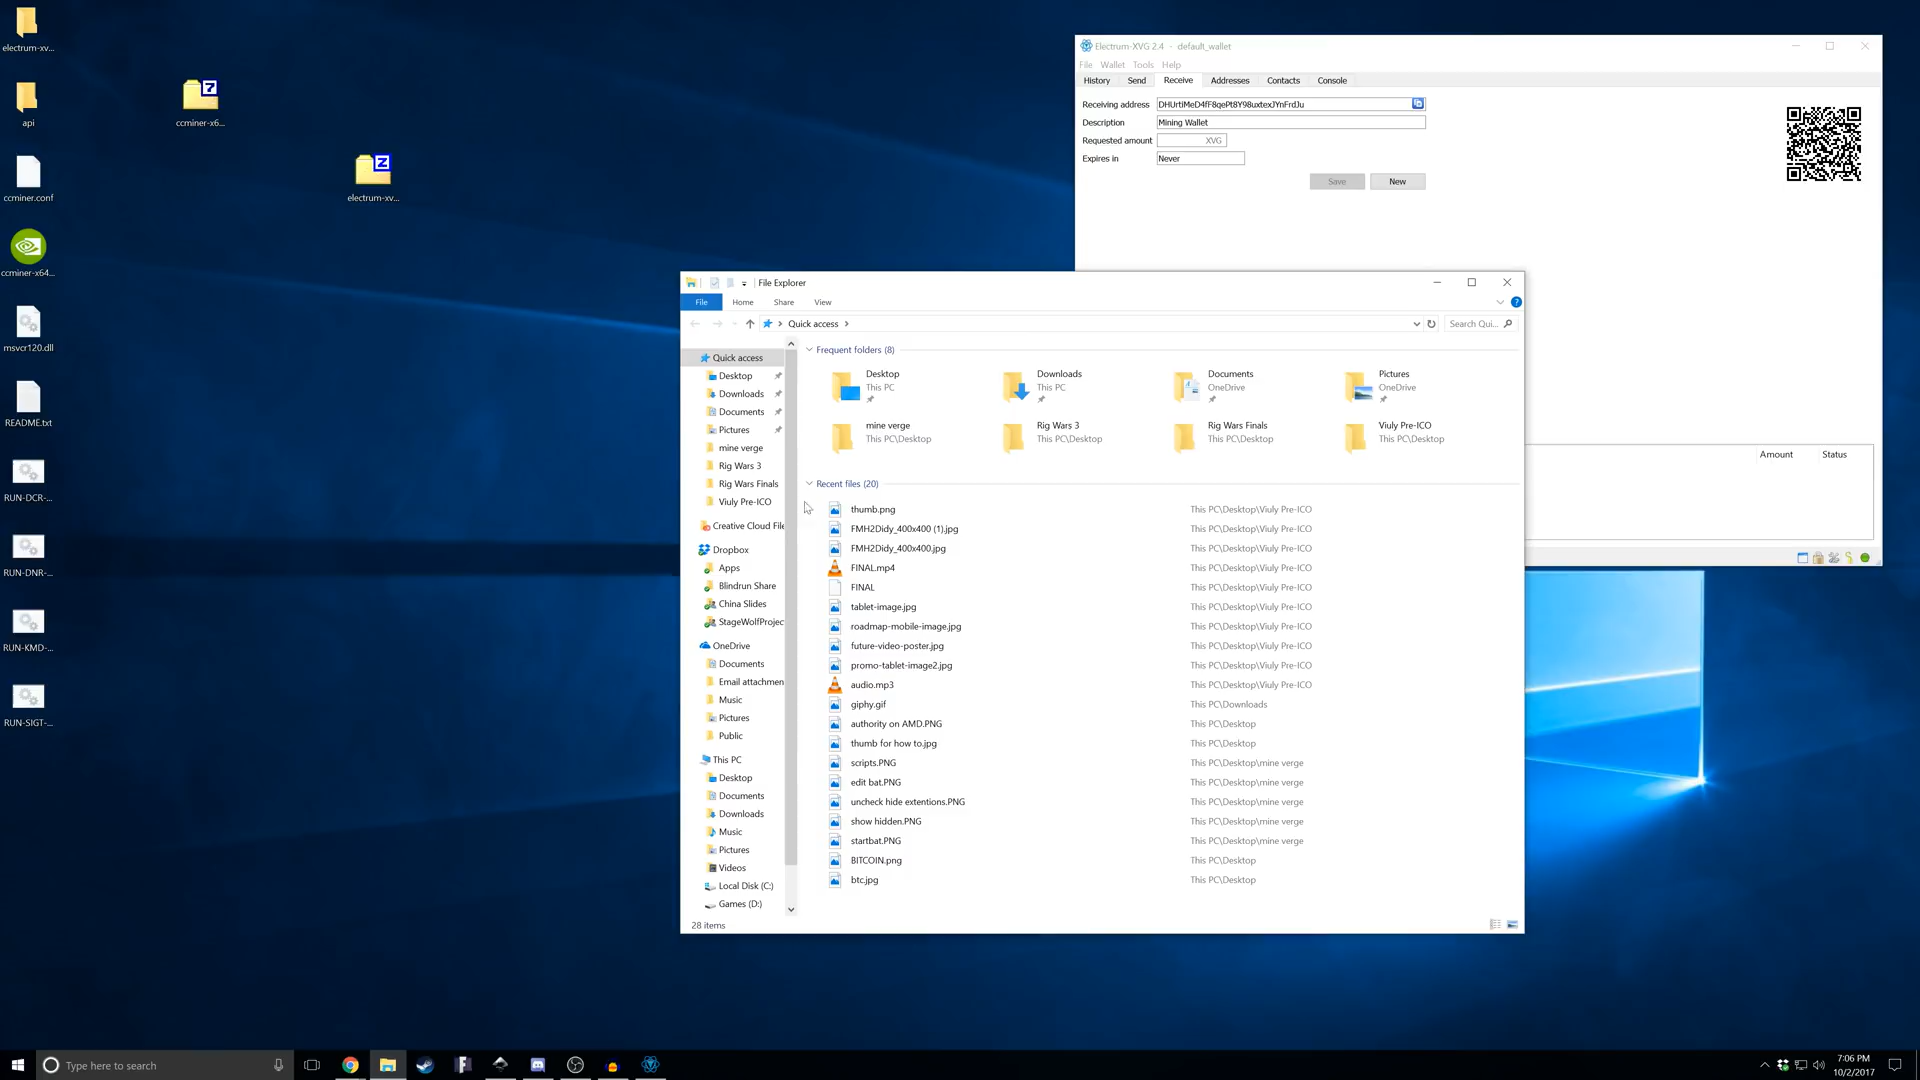 electrum-xv...
api
ccminer.conf
ccminer-x64...
msvcr120.dll
README.txt
RUN-DCR-...
RUN-DNR-...
RUN-KMD-...
RUN-SIGT-...
7
ccminer-x6...
Z
electrum-xv...
Electrum-XVG 2.4 - default_wallet
File Wallet Tools Help
History Send Receive Addresses Contacts Console
Receiving address DHUrtiMeD4fF8qePt8Y98uxtexJYnFrdJu
Description Mining Wallet
Requested amount XVG
Expires in Never
Save New
Amount Status
File Explorer
File Home Share View
Quick access
Search Qui...
Quick access
Desktop
Downloads
Documents
Pictures
mine verge
Rig Wars 3
Rig Wars Finals
Viuly Pre-ICO
Creative Cloud File
Dropbox
Apps
Blindrun Share
China Slides
StageWolfProjec
OneDrive
Documents
Email attachmen
Music
Pictures
Public
This PC
Desktop
Documents
Downloads
Music
Pictures
Videos
Local Disk (C:)
Games (D:)
Frequent folders (8)
Desktop
This PC
Downloads
This PC
Documents
OneDrive
Pictures
OneDrive
mine verge
This PC\Desktop
Rig Wars 3
This PC\Desktop
Rig Wars Finals
This PC\Desktop
Viuly Pre-ICO
This PC\Desktop
Recent files (20)
thumb.png This PC\Desktop\Viuly Pre-ICO
FMH2Didy_400x400 (1).jpg This PC\Desktop\Viuly Pre-ICO
FMH2Didy_400x400.jpg This PC\Desktop\Viuly Pre-ICO
FINAL.mp4 This PC\Desktop\Viuly Pre-ICO
FINAL This PC\Desktop\Viuly Pre-ICO
tablet-image.jpg This PC\Desktop\Viuly Pre-ICO
roadmap-mobile-image.jpg This PC\Desktop\Viuly Pre-ICO
future-video-poster.jpg This PC\Desktop\Viuly Pre-ICO
promo-tablet-image2.jpg This PC\Desktop\Viuly Pre-ICO
audio.mp3 This PC\Desktop\Viuly Pre-ICO
giphy.gif This PC\Downloads
authority on AMD.PNG This PC\Desktop
thumb for how to.jpg This PC\Desktop
scripts.PNG This PC\Desktop\mine verge
edit bat.PNG This PC\Desktop\mine verge
uncheck hide extentions.PNG This PC\Desktop\mine verge
show hidden.PNG This PC\Desktop\mine verge
startbat.PNG This PC\Desktop\mine verge
BITCOIN.png This PC\Desktop
btc.jpg This PC\Desktop
28 items
Type here to search
7:06 PM
10/2/2017